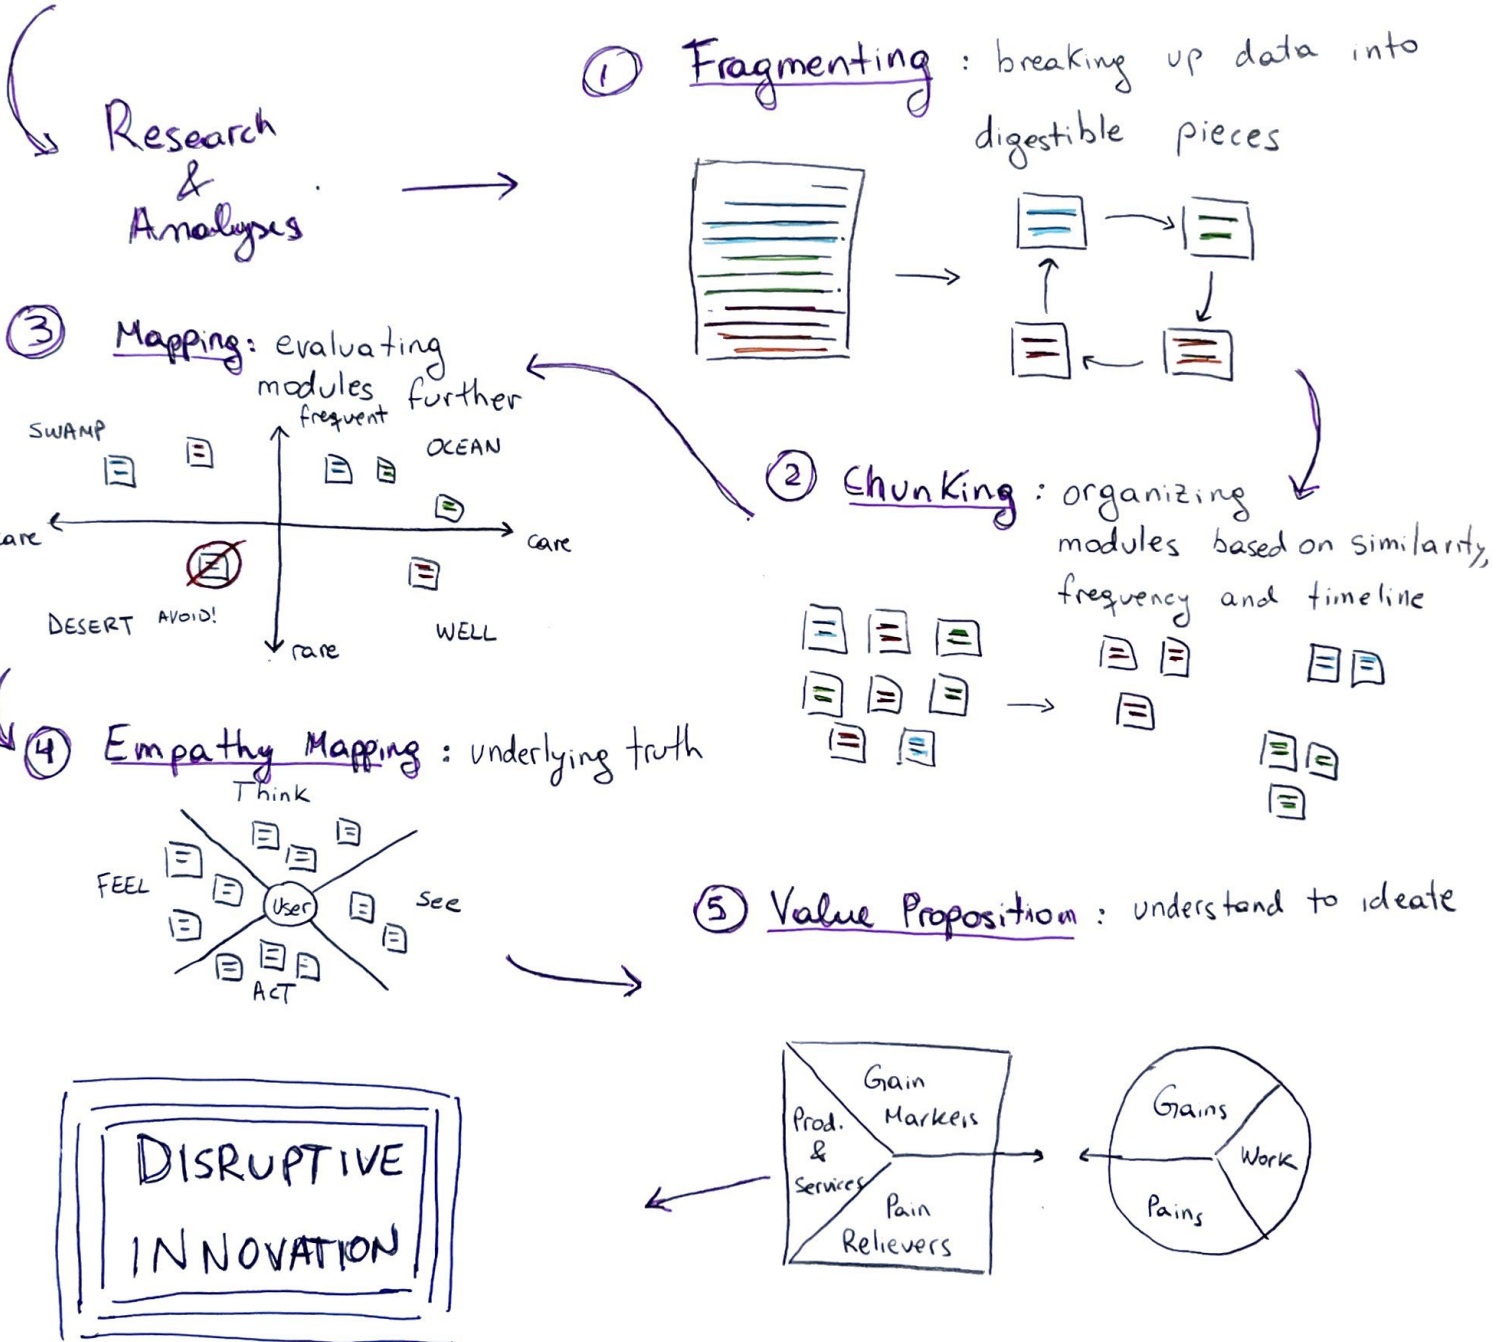 Research
&
Analyses
1 Fragmenting : breaking up data into
digestible pieces
2 Chunking : organizing
modules based on similarity,
frequency and timeline
3 Mapping: evaluating
modules further
frequent
SWAMP
OCEAN
are
care
DESERT AVOID!
WELL
rare
4 Empathy Mapping : underlying truth
Think
FEEL
User
See
ACT
5 Value Proposition : understand to ideate
Gain
Markers
Prod.
&
Services
Pain
Relievers
Gains
Work
Pains
DISRUPTIVE
INNOVATION